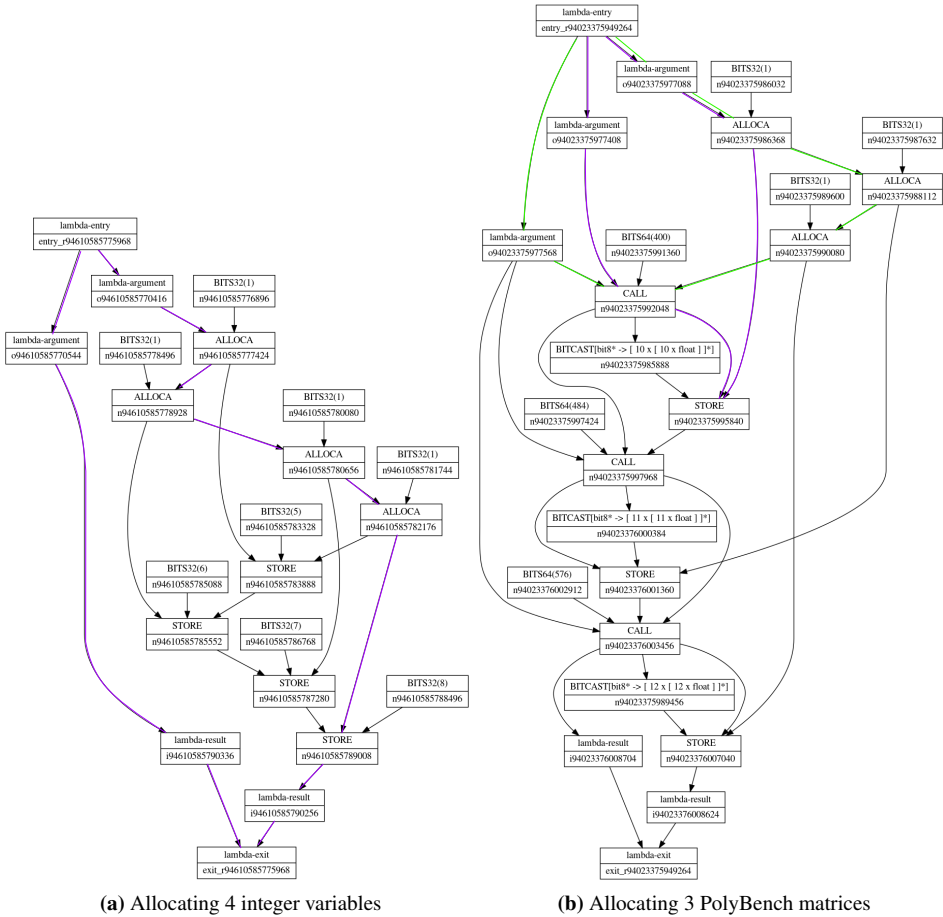 lambda-entry
entry_r94610585775968
lambda-argument
o94610585770416
BITS32(1)
n94610585776896
lambda-argument
o94610585770544
BITS32(1)
n94610585778496
ALLOCA
n94610585777424
ALLOCA
n94610585778928
BITS32(1)
n94610585780080
ALLOCA
n94610585780656
BITS32(1)
n94610585781744
BITS32(5)
n94610585783328
ALLOCA
n94610585782176
BITS32(6)
n94610585785088
STORE
n94610585783888
STORE
n94610585785552
BITS32(7)
n94610585786768
STORE
n94610585787280
BITS32(8)
n94610585788496
lambda-result
i94610585790336
STORE
n94610585789008
lambda-result
i94610585790256
lambda-exit
exit_r94610585775968
(a) Allocating 4 integer variables
lambda-entry
entry_r94023375949264
lambda-argument
o94023375977088
BITS32(1)
n94023375986032
lambda-argument
o94023375977408
ALLOCA
n94023375986368
BITS32(1)
n94023375987632
BITS32(1)
n94023375989600
ALLOCA
n94023375988112
lambda-argument
o94023375977568
BITS64(400)
n94023375991360
ALLOCA
n94023375990080
CALL
n94023375992048
BITCAST[bit8* -> [ 10 x [ 10 x float ] ]*]
n94023375985888
BITS64(484)
n94023375997424
STORE
n94023375995840
CALL
n94023375997968
BITCAST[bit8* -> [ 11 x [ 11 x float ] ]*]
n94023376000384
BITS64(576)
n94023376002912
STORE
n94023376001360
CALL
n94023376003456
BITCAST[bit8* -> [ 12 x [ 12 x float ] ]*]
n94023375989456
lambda-result
i94023376008704
STORE
n94023376007040
lambda-result
i94023376008624
lambda-exit
exit_r94023375949264
(b) Allocating 3 PolyBench matrices